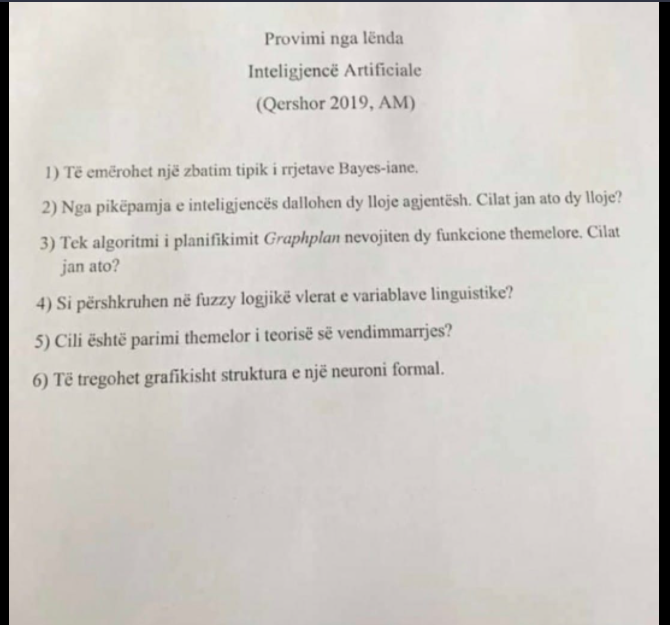 Provimi nga lënda
Inteligjencë Artificiale
(Qershor 2019, AM)
1) Të emërohet një zbatim tipik i rrjetave Bayes-iane.
2) Nga pikëpamja e inteligjencës dallohen dy lloje agjentësh. Cilat jan ato dy lloje?
3) Tek algoritmi i planifikimit Graphplan nevojiten dy funkcione themelore. Cilat
jan ato?
4) Si përshkruhen në fuzzy logjikë vlerat e variablave linguistike?
5) Cili është parimi themelor i teorisë së vendimmarrjes?
6) Të tregohet grafikisht struktura e një neuroni formal.